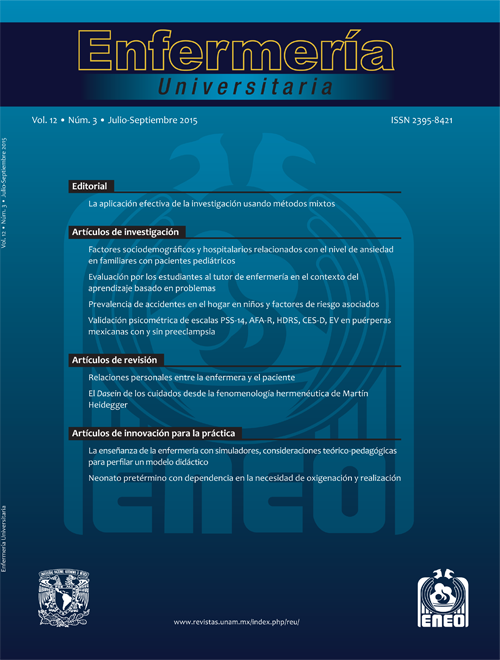 Enfermería
Universitaria
Vol. 12 • Núm. 3 • Julio-Septiembre 2015
ISSN 2395-8421
Vol. 12 • Núm. 3 • Julio-Septiembre 2015
Editorial
La aplicación efectiva de la investigación usando métodos mixtos
Artículos de investigación
Factores sociodemográficos y hospitalarios relacionados con el nivel de ansiedad
en familiares con pacientes pediátricos
Evaluación por los estudiantes al tutor de enfermería en el contexto del
aprendizaje basado en problemas
Prevalencia de accidentes en el hogar en niños y factores de riesgo asociados
Validación psicométrica de escalas PSS-14, AFA-R, HDRS, CES-D, EV en puérperas
mexicanas con y sin preeclampsia
Artículos de revisión
Relaciones personales entre la enfermera y el paciente
El Dasein de los cuidados desde la fenomenología hermenéutica de Martin
Heidegger
Artículos de innovación para la práctica
La enseñanza de la enfermería con simuladores, consideraciones teórico-pedagógicas
para perfilar un modelo didáctico
Neonato pretérmino con dependencia en la necesidad de oxigenación y realización
ENEO
Enfermería Universitaria
www.revistas.unam.mx/index.php/reu/
ENEO